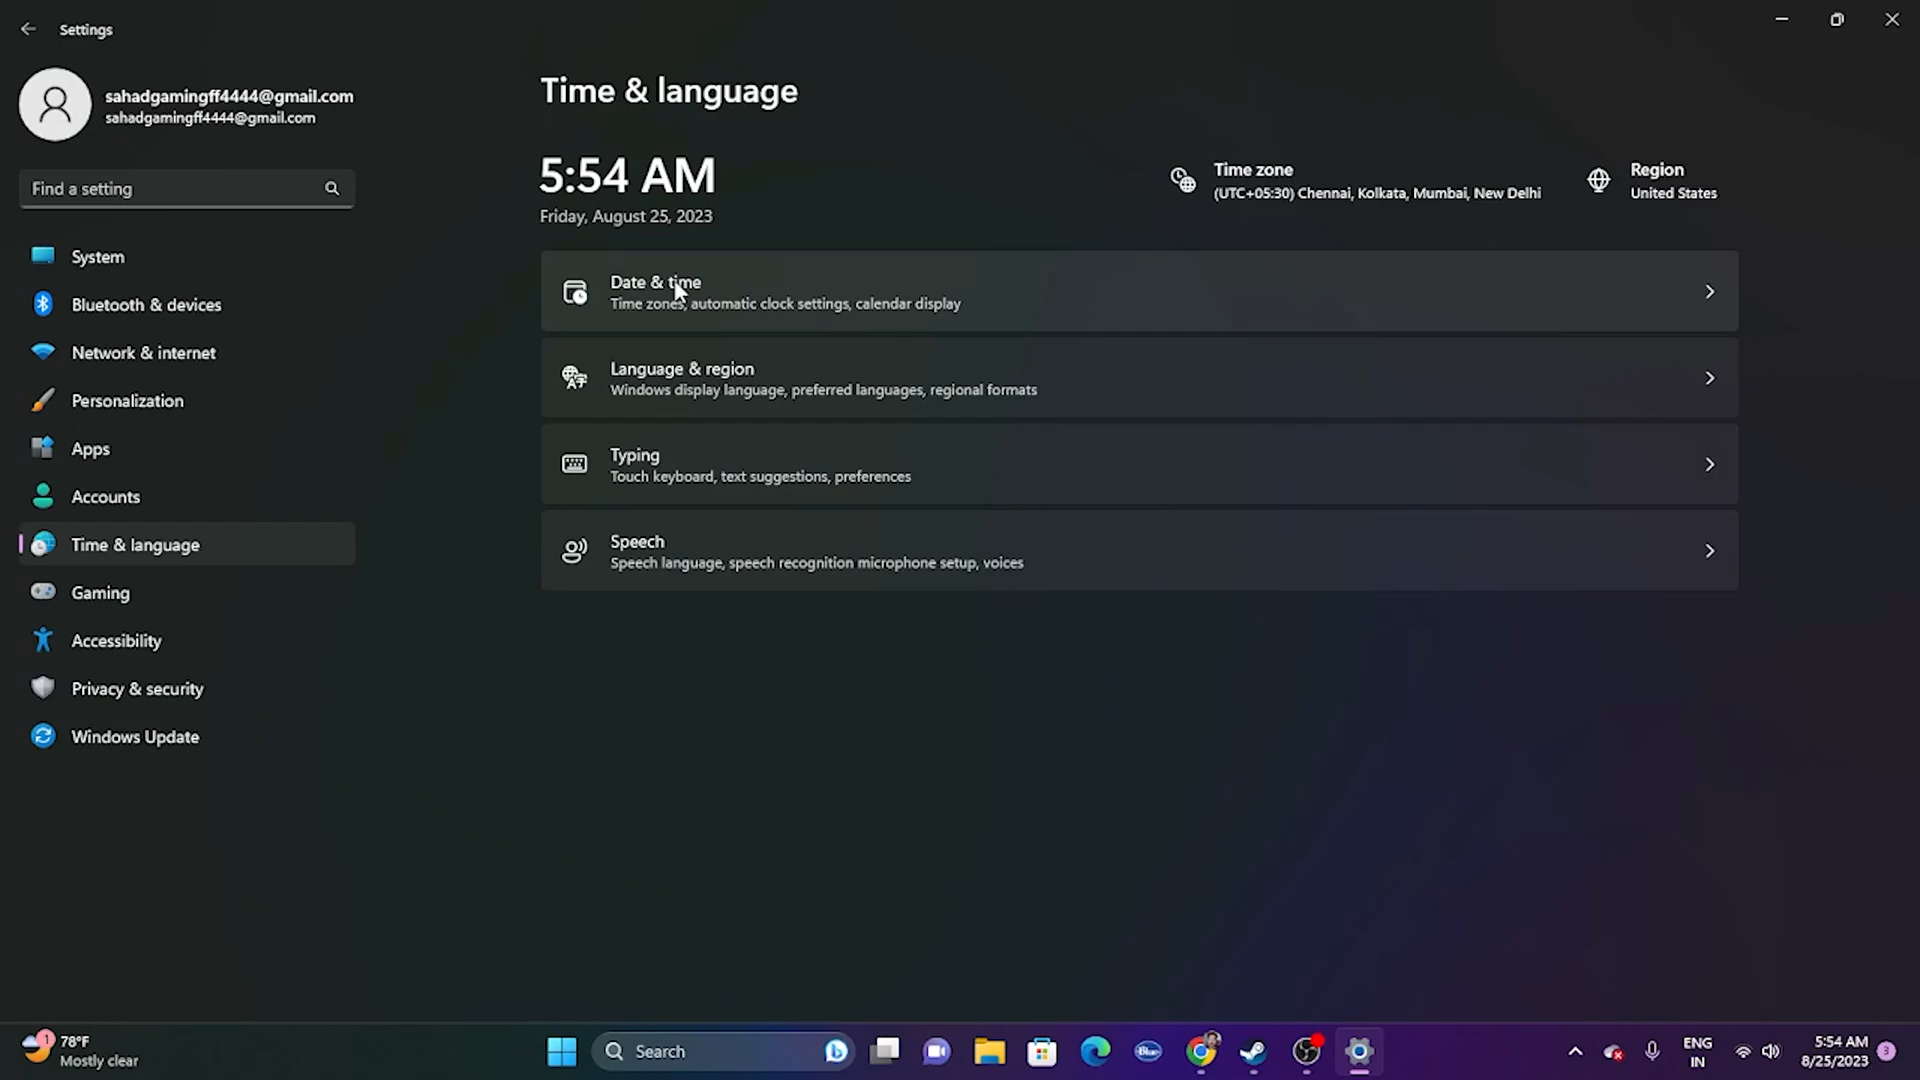 Settings
sahadgamingff4444@gmail.com
sahadgamingff4444@gmail.com
Find a setting
System
Bluetooth & devices
Network & internet
Personalization
Apps
Accounts
Time & language
Gaming
Accessibility
Privacy & security
Windows Update
Time & language
5:54 AM
Friday, August 25, 2023
Time zone
(UTC+05:30) Chennai, Kolkata, Mumbai, New Delhi
Region
United States
Date & time
Time zones, automatic clock settings, calendar display
Language & region
Windows display language, preferred languages, regional formats
Typing
Touch keyboard, text suggestions, preferences
Speech
Speech language, speech recognition microphone setup, voices
1
78°F
Mostly clear
Search
Blue
ENG
IN
5:54 AM
8/25/2023
3